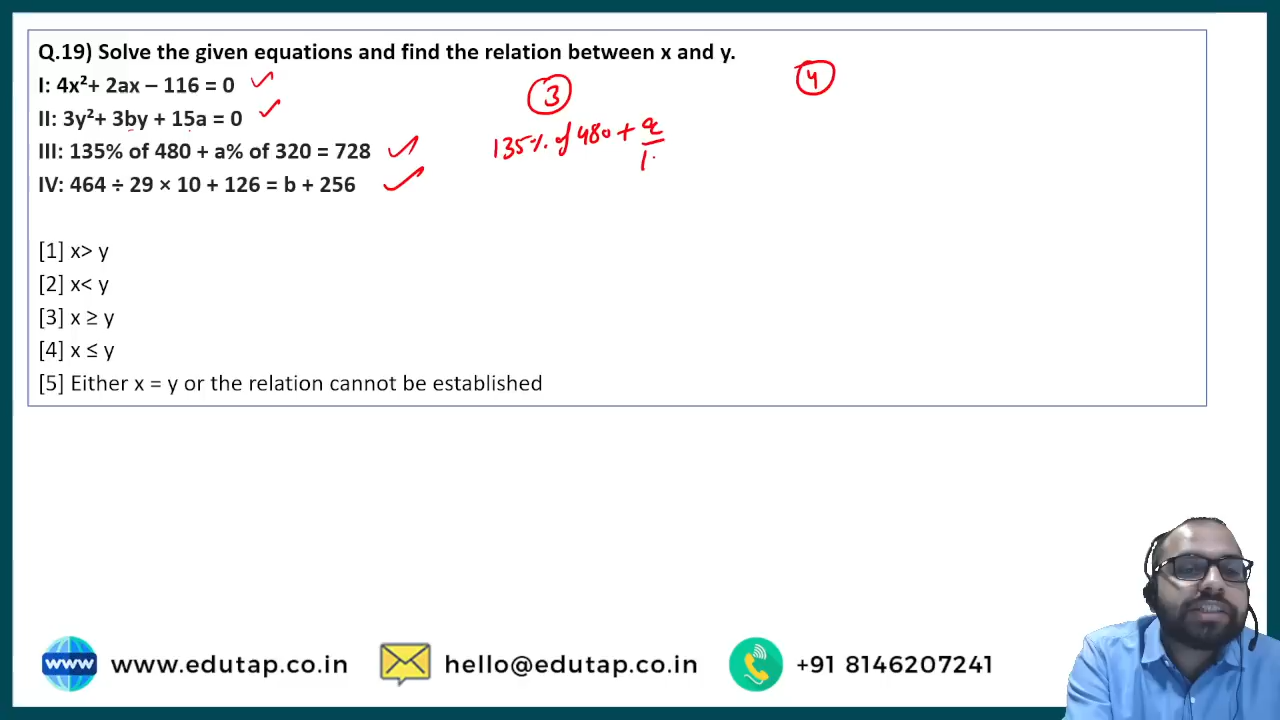 Q.19) Solve the given equations and find the relation between x and y.
I: 4x²+ 2ax – 116 = 0
II: 3y²+ 3by + 15a = 0
III: 135% of 480 + a% of 320 = 728
IV: 464 ÷ 29 × 10 + 126 = b + 256
3
135% of 480 +
4
[1] x> y
[2] x< y
[3] x ≥ y
[4] x ≤ y
[5] Either x = y or the relation cannot be established
www www.edutap.co.in hello@edutap.co.in +91 8146207241